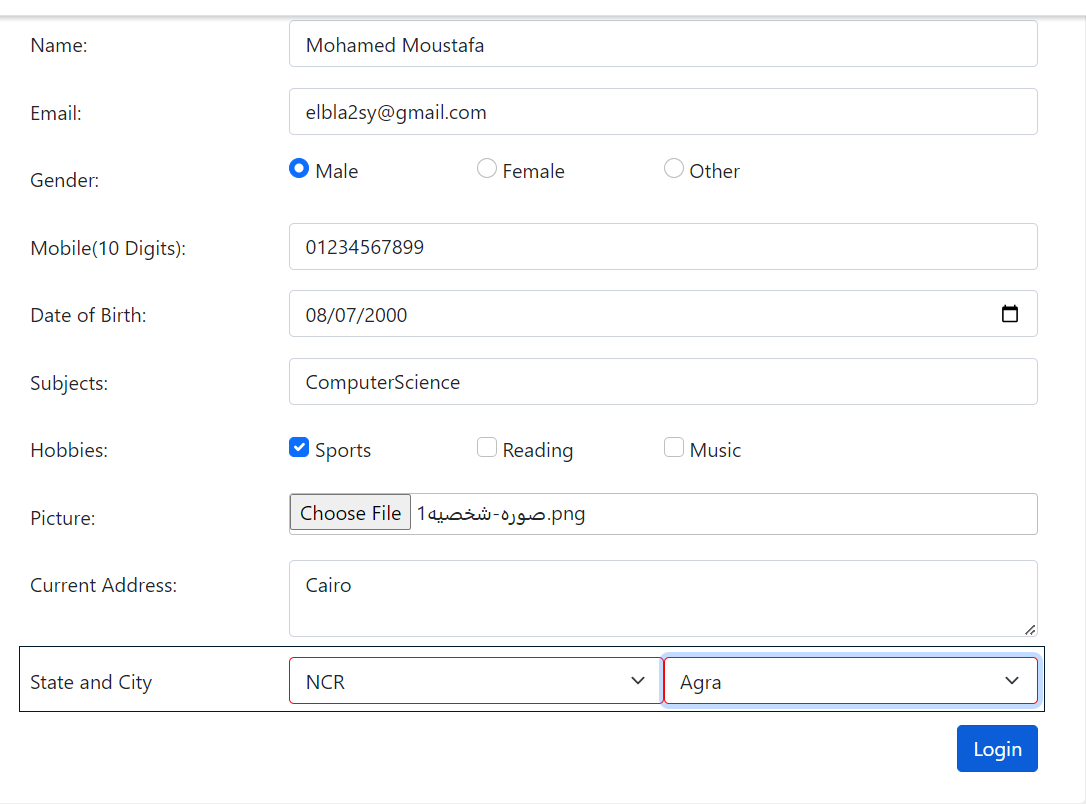 Name: Mohamed Moustafa
Email: elbla2sy@gmail.com
Gender: Male Female Other
Mobile(10 Digits): 01234567899
Date of Birth: 08/07/2000
Subjects: ComputerScience
Hobbies: Sports Reading Music
Picture: Choose File صوره-شخصيه1.png
Current Address: Cairo
State and City NCR Agra
Login